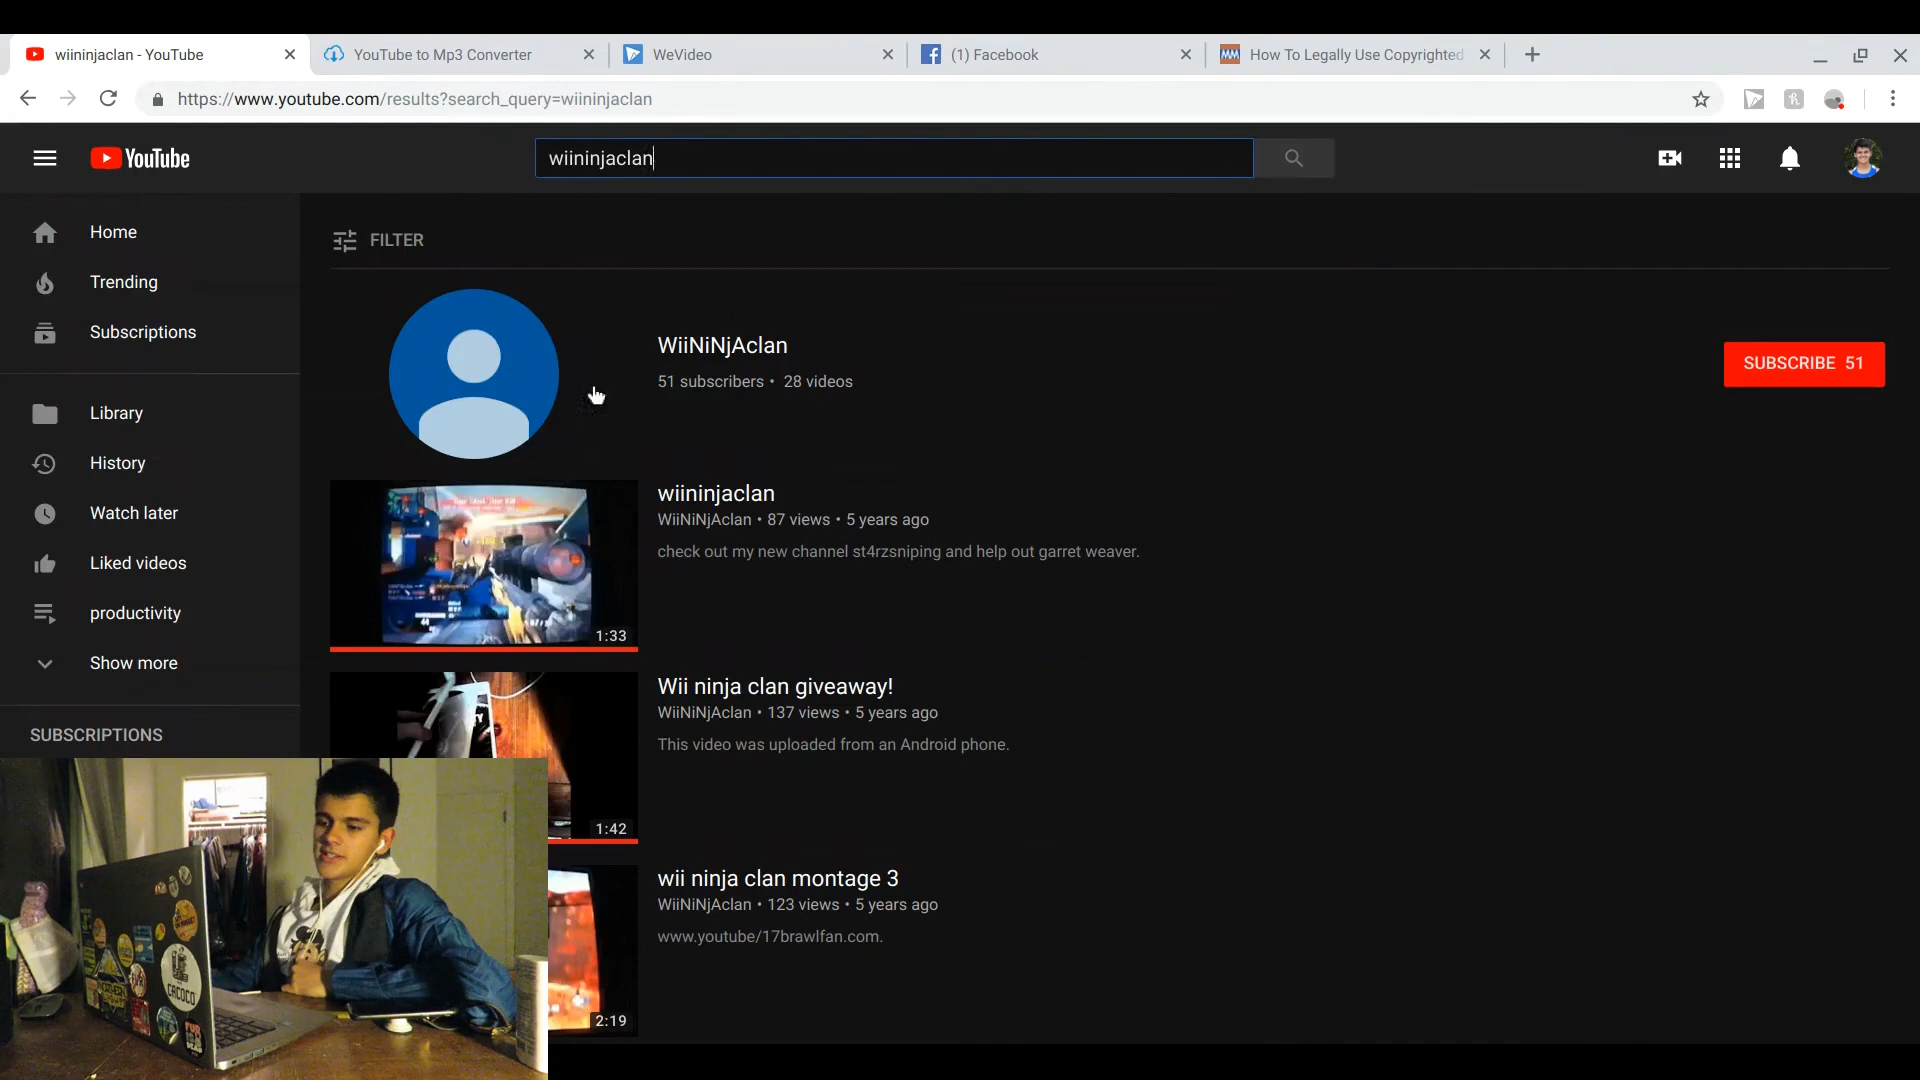 wiininjaclan - YouTube
YouTube to Mp3 Converter
WeVideo
(1) Facebook
How To Legally Use Copyrighted
https://www.youtube.com/results?search_query=wiininjaclan
YouTube
wiininjaclan
Home
Trending
Subscriptions
Library
History
Watch later
Liked videos
productivity
Show more
SUBSCRIPTIONS
FILTER
WiiNiNjAclan
51 subscribers • 28 videos
SUBSCRIBE 51
wiininjaclan
WiiNiNjAclan • 87 views • 5 years ago
check out my new channel st4rzsniping and help out garret weaver.
1:33
Wii ninja clan giveaway!
WiiNiNjAclan • 137 views • 5 years ago
This video was uploaded from an Android phone.
1:42
wii ninja clan montage 3
WiiNiNjAclan • 123 views • 5 years ago
www.youtube/17brawlfan.com.
2:19
CACOCO